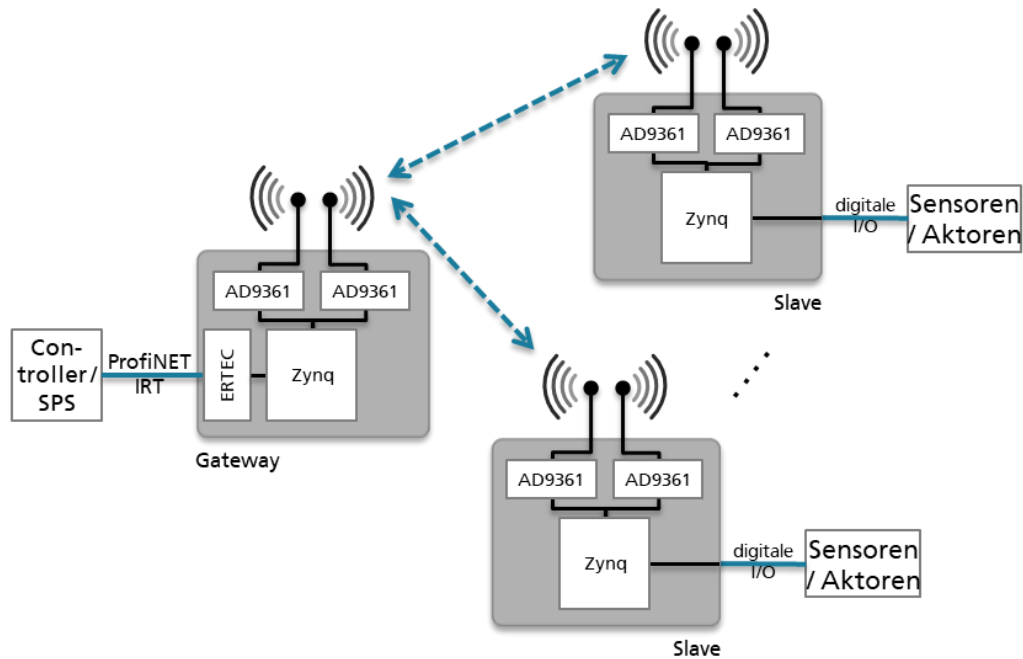 AD9361
AD9361
Zynq
digitale
I/O
Sensoren
/ Aktoren
Slave
AD9361
AD9361
Con-
troller/
SPS
ProfiNET
IRT
ERTEC
Zynq
Gateway
AD9361
AD9361
Zynq
digitale
I/O
Sensoren
/ Aktoren
Slave